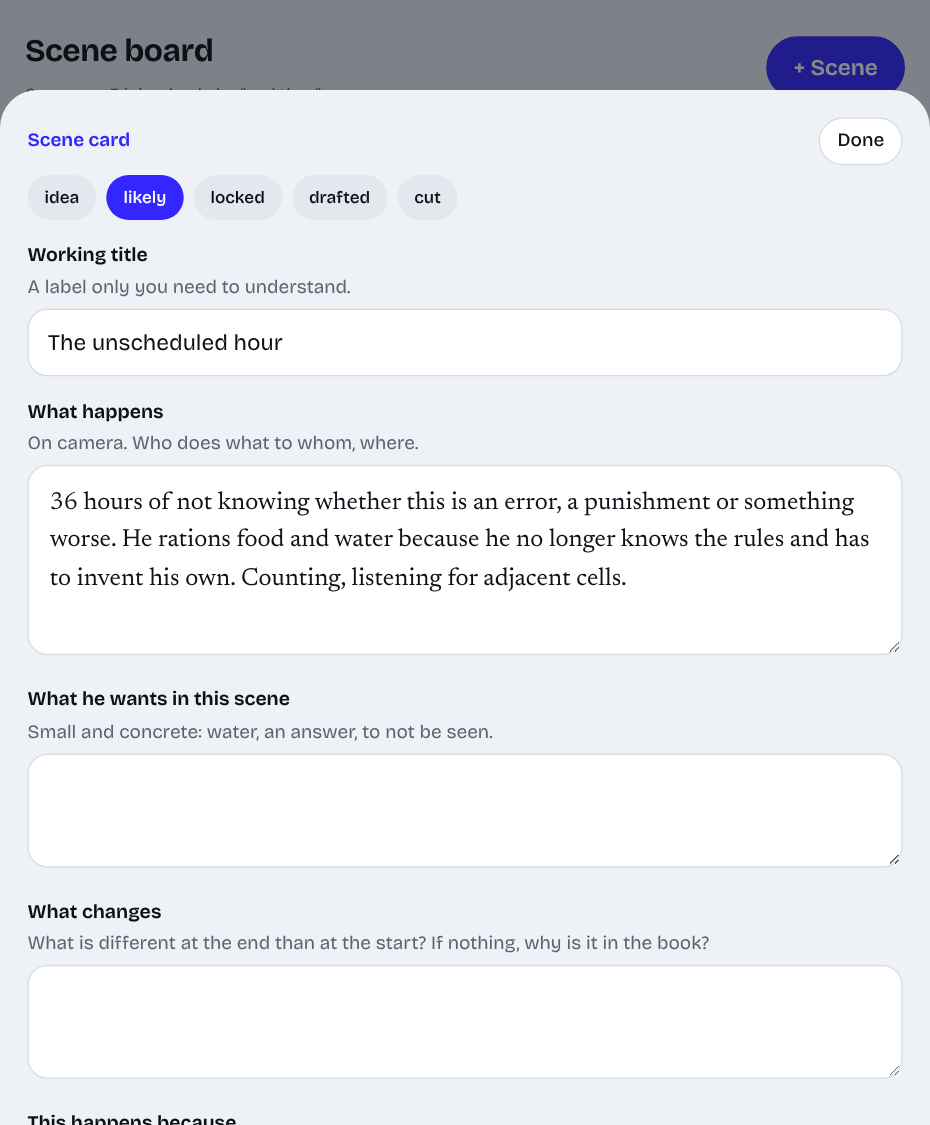 Scene board
+ Scene
Scene card
Done
idea
likely
locked
drafted
cut
Working title
A label only you need to understand.
The unscheduled hour
What happens
On camera. Who does what to whom, where.
36 hours of not knowing whether this is an error, a punishment or something
worse. He rations food and water because he no longer knows the rules and has
to invent his own. Counting, listening for adjacent cells.
What he wants in this scene
Small and concrete: water, an answer, to not be seen.
What changes
What is different at the end than at the start? If nothing, why is it in the book?
This happens because